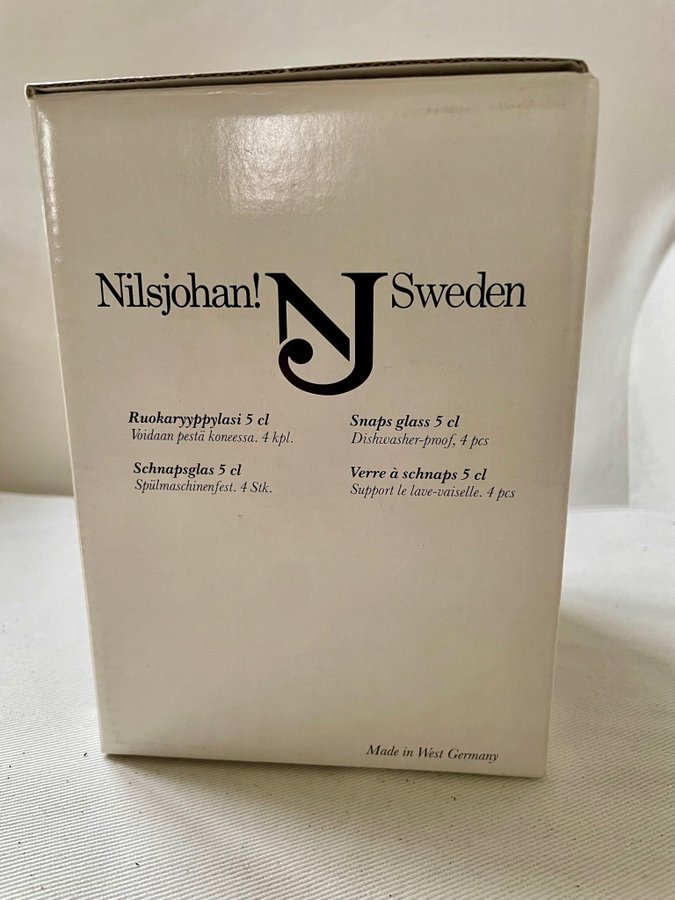 Nilsjohan! NJ Sweden
Ruokaryyppylasi 5 cl
Voidaan pestä koneessa. 4 kpl.
Schnapsglas 5 cl
Spülmaschinenfest. 4 Stk.
Snaps glass 5 cl
Dishwasher-proof, 4 pcs
Verre à schnaps 5 cl
Support le lave-vaiselle. 4 pcs
Made in West Germany